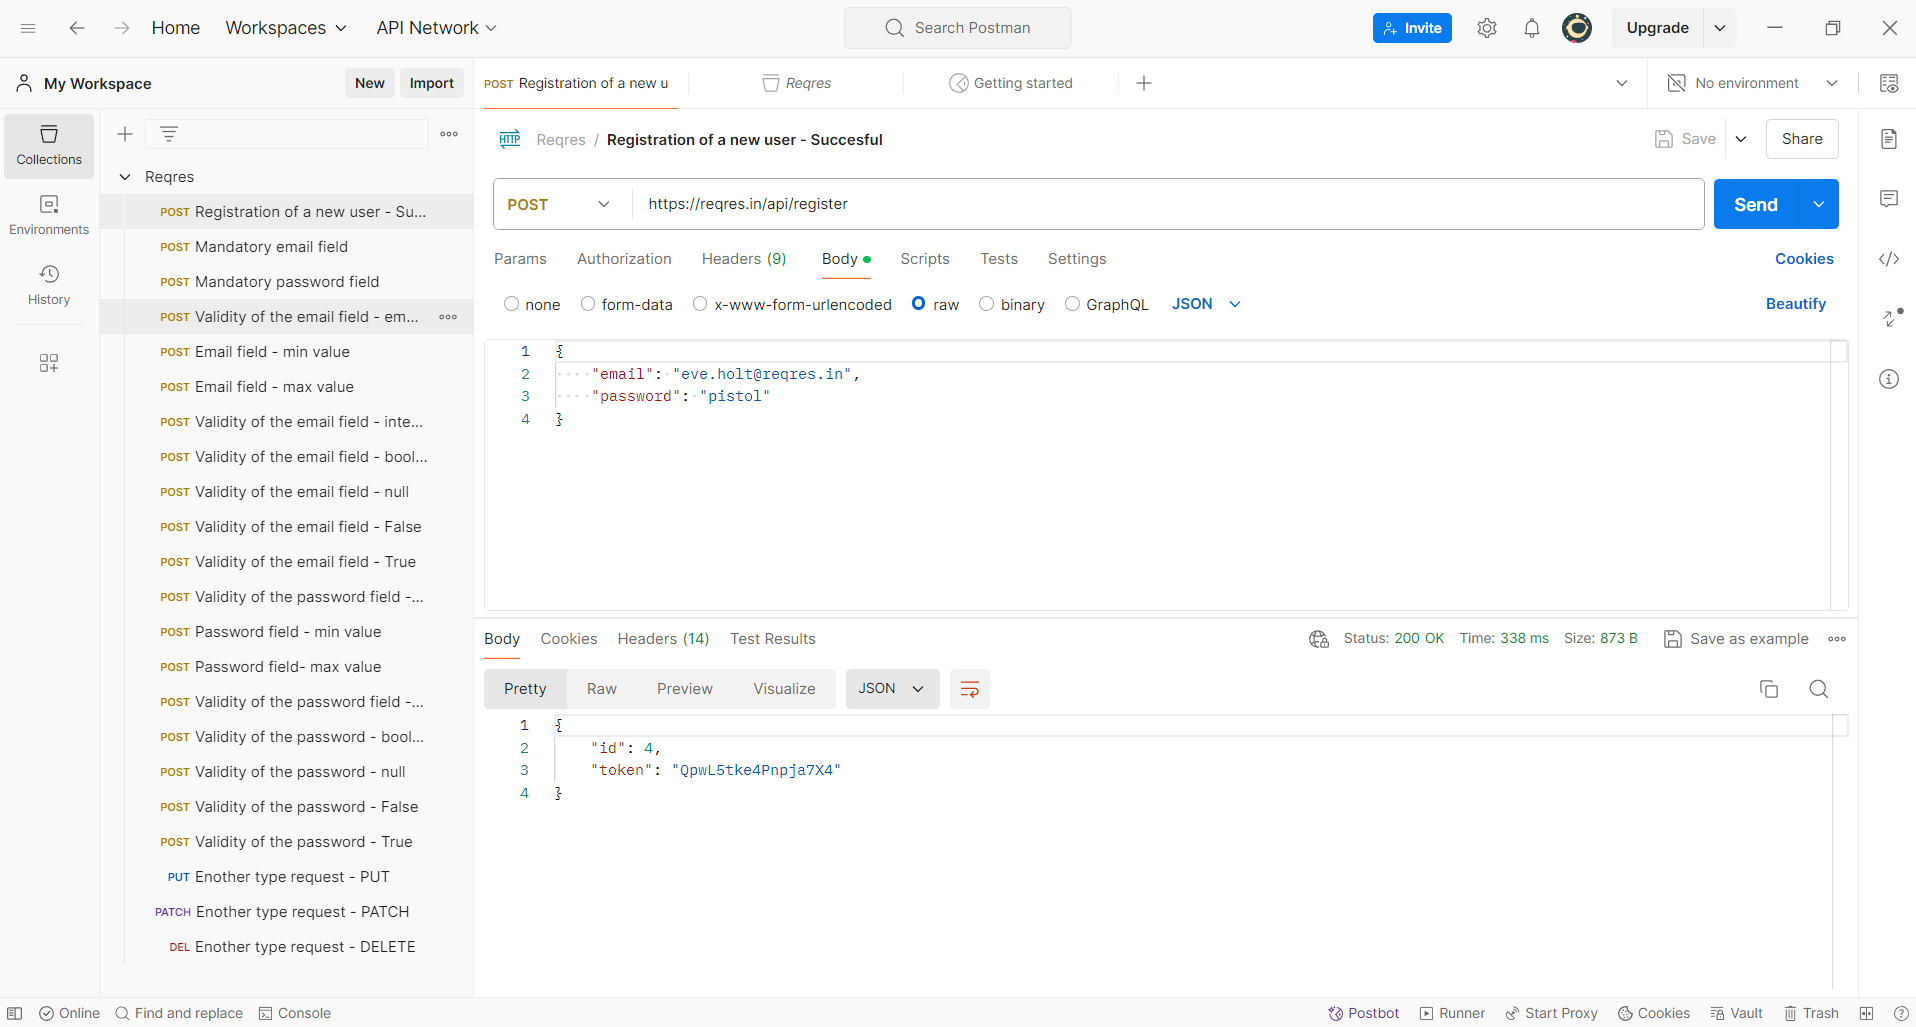 Home Workspaces API Network Search Postman Invite Upgrade
My Workspace New Import POST Registration of a new u Reqres Getting started No environment
Collections
Environments
History
Reqres
POST Registration of a new user - Su...
POST Mandatory email field
POST Mandatory password field
POST Validity of the email field - em...
POST Email field - min value
POST Email field - max value
POST Validity of the email field - inte...
POST Validity of the email field - bool...
POST Validity of the email field - null
POST Validity of the email field - False
POST Validity of the email field - True
POST Validity of the password field -...
POST Password field - min value
POST Password field- max value
POST Validity of the password field -...
POST Validity of the password - bool...
POST Validity of the password - null
POST Validity of the password - False
POST Validity of the password - True
PUT Enother type request - PUT
PATCH Enother type request - PATCH
DEL Enother type request - DELETE
HTTP Reqres / Registration of a new user - Succesful Save Share
POST https://reqres.in/api/register Send
Params Authorization Headers (9) Body Scripts Tests Settings Cookies
none form-data x-www-form-urlencoded raw binary GraphQL JSON Beautify
1 {
2 "email": "eve.holt@reqres.in",
3 "password": "pistol"
4 }
Body Cookies Headers (14) Test Results Status: 200 OK Time: 338 ms Size: 873 B Save as example
Pretty Raw Preview Visualize JSON
1 {
2 "id": 4,
3 "token": "QpwL5tke4Pnpja7X4"
4 }
Online Find and replace Console Postbot Runner Start Proxy Cookies Vault Trash